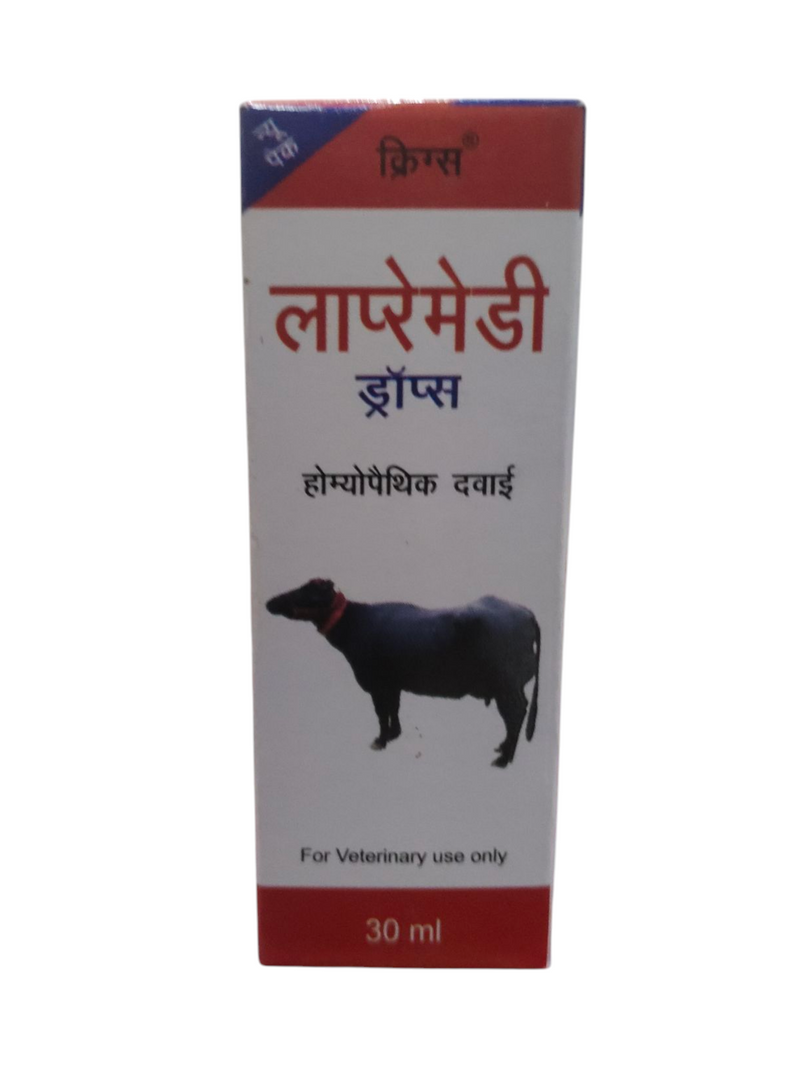 न्यू
पैक
क्रिग्स®
लाप्रेमेडी
ड्रॉप्स
होम्योपैथिक दवाई
For Veterinary use only
30 ml